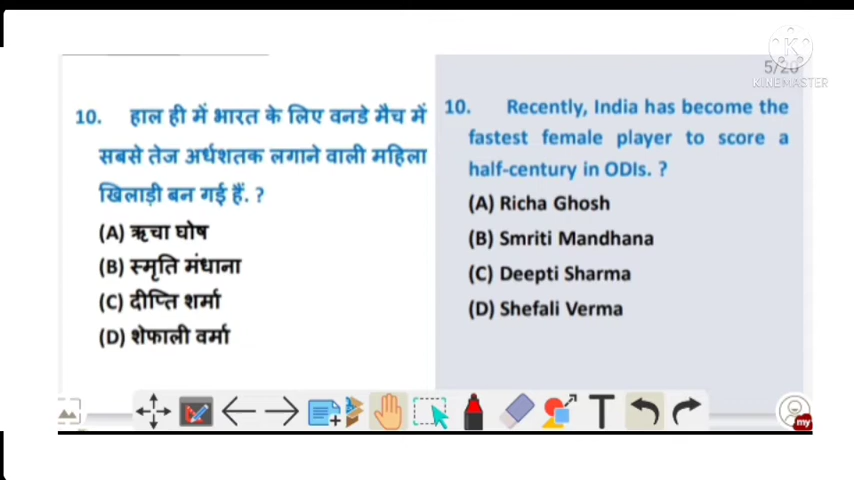 5/20
KINEMASTER
10. हाल ही में भारत के लिए वनडे मैच में
सबसे तेज अर्धशतक लगाने वाली महिला
खिलाड़ी बन गई हैं. ?
(A) ऋचा घोष
(B) स्मृति मंधाना
(C) दीप्ति शर्मा
(D) शेफाली वर्मा
10. Recently, India has become the
fastest female player to score a
half-century in ODIs. ?
(A) Richa Ghosh
(B) Smriti Mandhana
(C) Deepti Sharma
(D) Shefali Verma
T
my